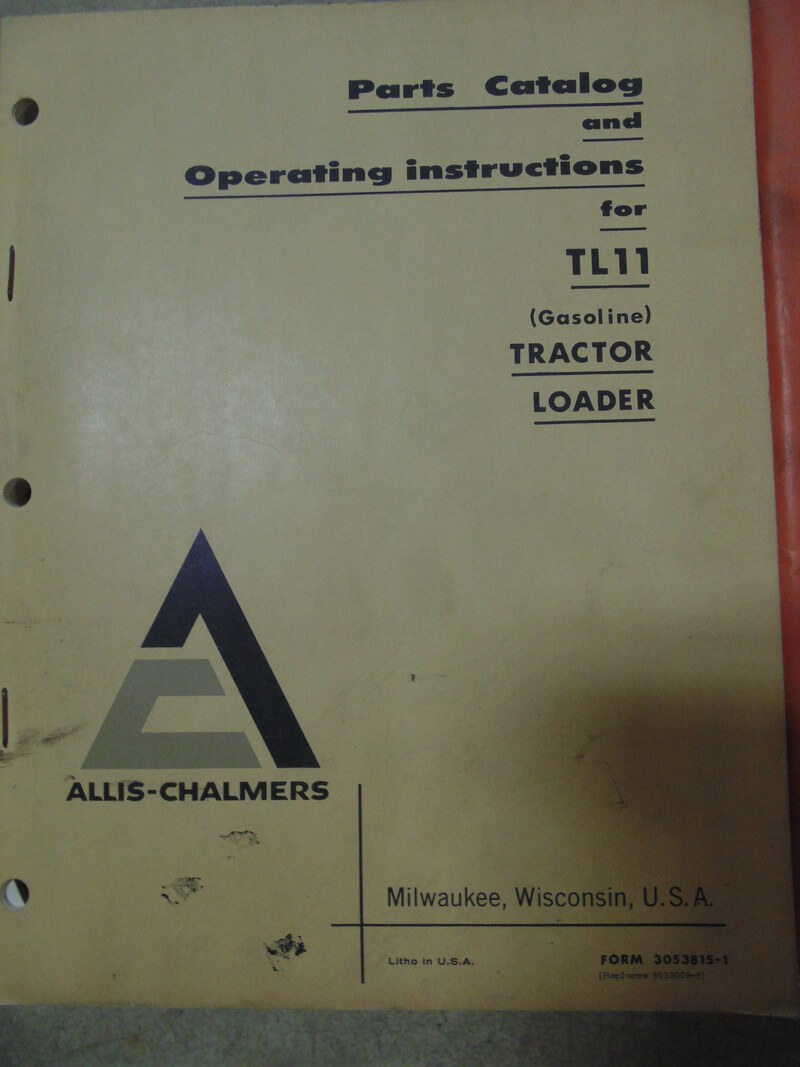 Parts Catalog
and
Operating instructions
for
TL11
(Gasoline)
TRACTOR
LOADER
ALLIS-CHALMERS
Milwaukee, Wisconsin, U.S.A.
Litho in U.S.A.
FORM 3053815-1
(Replaces